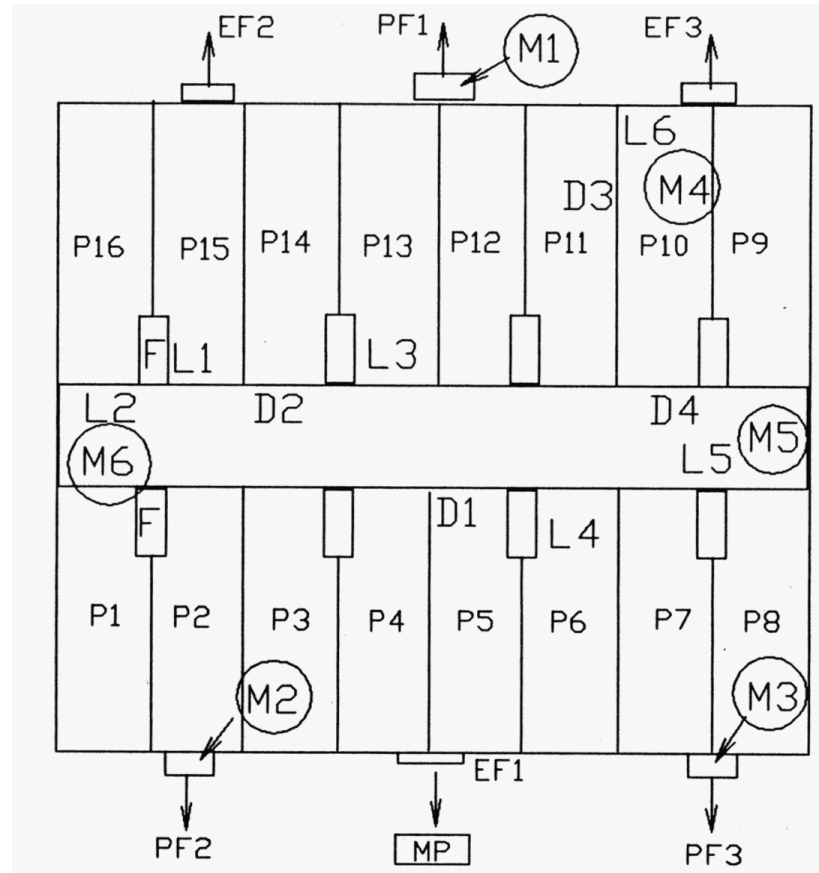 EF2 PF1 EF3
M1
L6
M4
D3
P16 P15 P14 P13 P12 P11 P10 P9
F L1 L3
L2 D2 D4
M6 L5 M5
F D1 L4
P1 P2 P3 P4 P5 P6 P7 P8
M2 M3
EF1
PF2 MP PF3